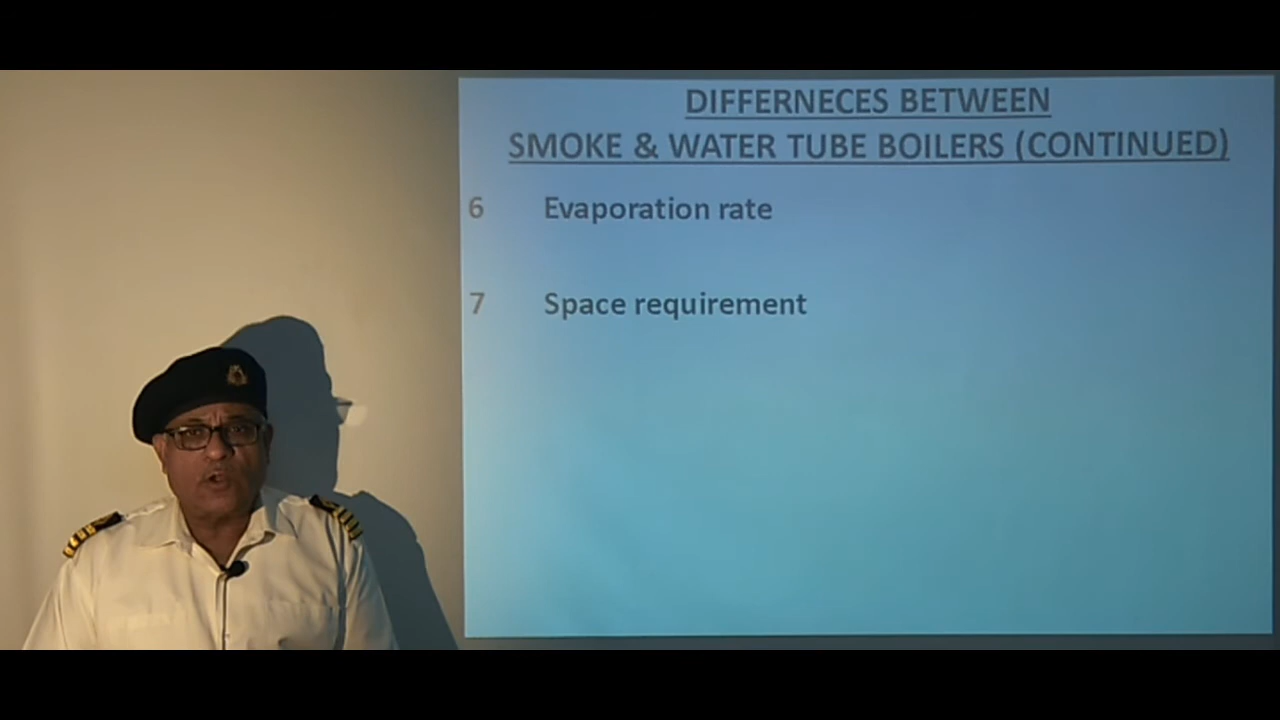 DIFFERNECES BETWEEN
SMOKE & WATER TUBE BOILERS (CONTINUED)
6 Evaporation rate
7 Space requirement